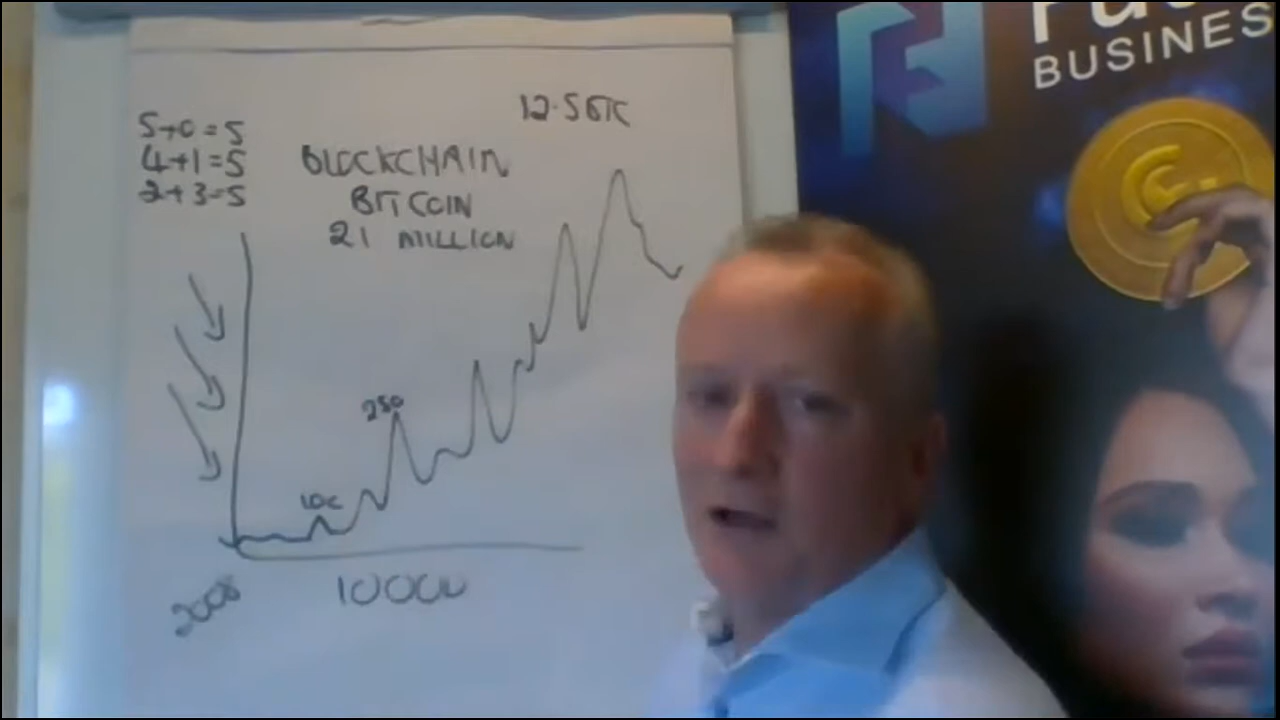 5+0=5
4+1=5
2+3=5
12.5BTC
BLOCKCHAIN
BITCOIN
21 MILLION
250
10c
2008
10000
BUSINES